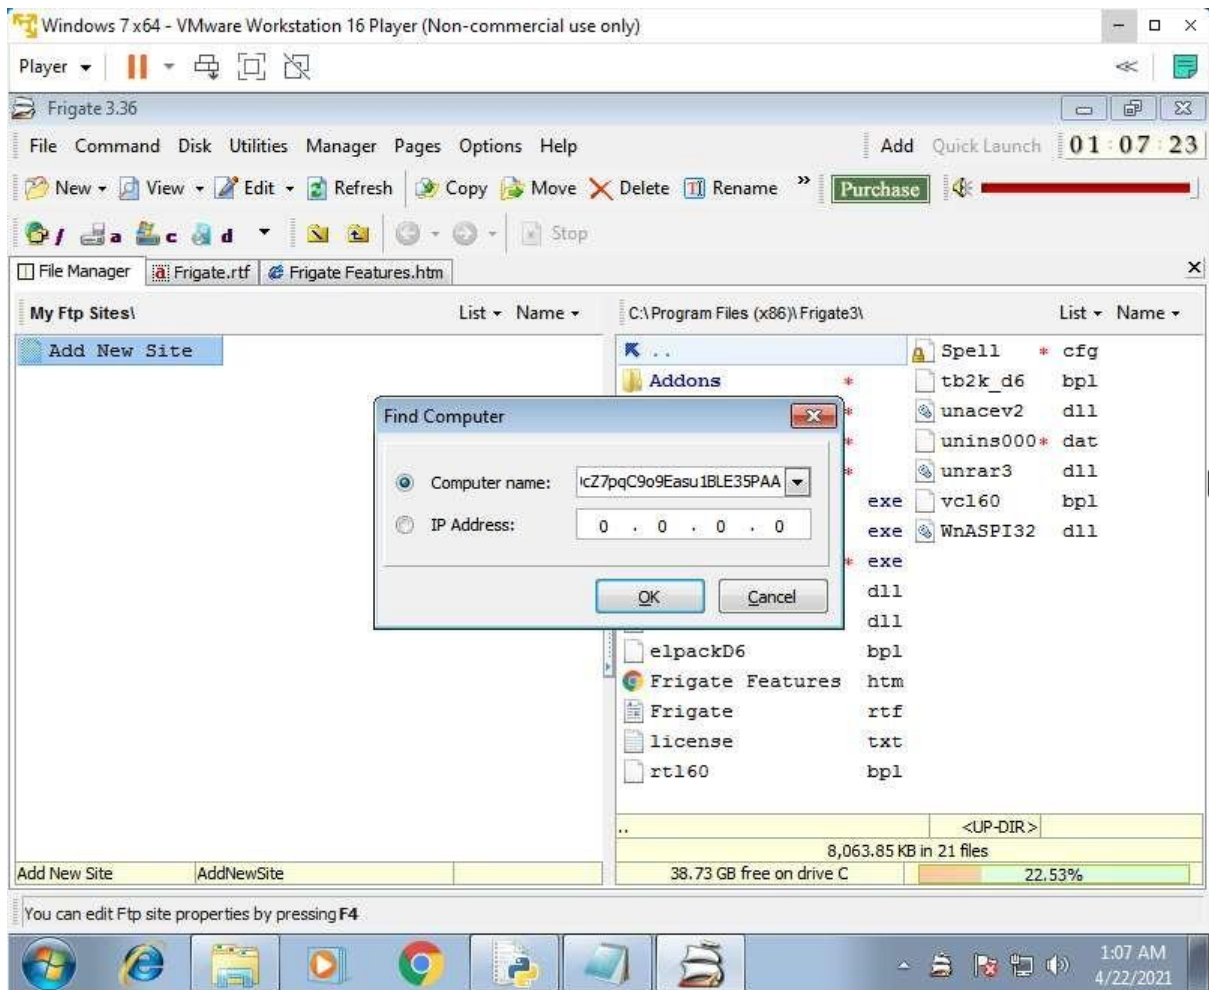 Windows 7 x64 - VMware Workstation 16 Player (Non-commercial use only)
Player
Frigate 3.36
File Command Disk Utilities Manager Pages Options Help Add Quick Launch 01:07:23
New View Edit Refresh Copy Move Delete Rename » Purchase
/ a c d Stop
File Manager Frigate.rtf Frigate Features.htm
My Ftp Sites\ List Name C:\Program Files (x86)\Frigate3\ List Name
Add New Site .. Spell * cfg
Addons * tb2k_d6 bpl
Find Computer * unacev2 dll
* unins000* dat
Computer name: cZ7pqC9o9Easu1BLE35PAA * unrar3 dll
exe vcl60 bpl
IP Address: 0 . 0 . 0 . 0 exe WnASPI32 dll
* exe
OK Cancel dll
dll
elpackD6 bpl
Frigate Features htm
Frigate rtf
license txt
rtl60 bpl
.. <UP-DIR>
8,063.85 KB in 21 files
Add New Site AddNewSite 38.73 GB free on drive C 22.53%
You can edit Ftp site properties by pressing F4
1:07 AM
4/22/2021